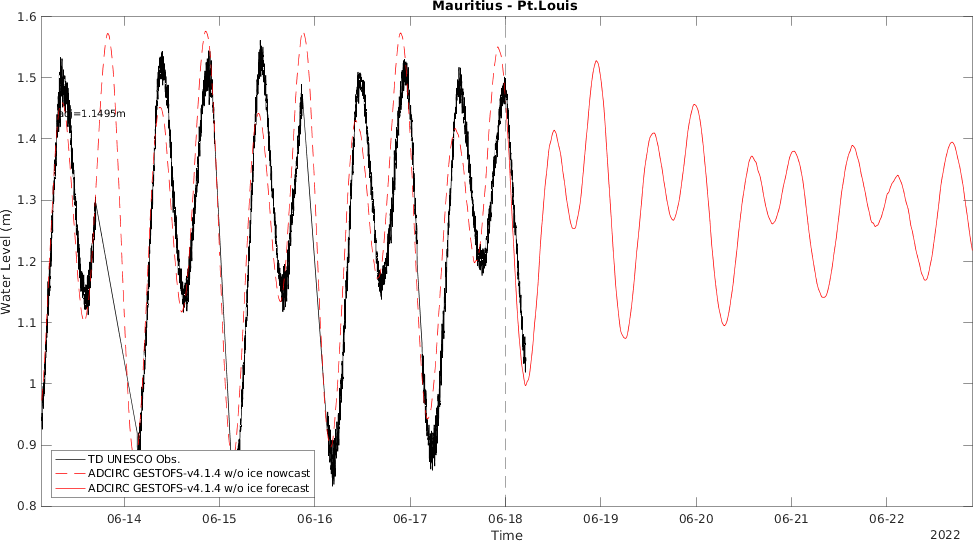 Mauritius - Pt.Louis
1.6
1.5
1.4
1.3
1.2
1.1
1
0.9
0.8
Water Level (m)
=1.1495m
TD UNESCO Obs.
ADCIRC GESTOFS-v4.1.4 w/o ice nowcast
ADCIRC GESTOFS-v4.1.4 w/o ice forecast
06-14 06-15 06-16 06-17 06-18 06-19 06-20 06-21 06-22
Time
2022